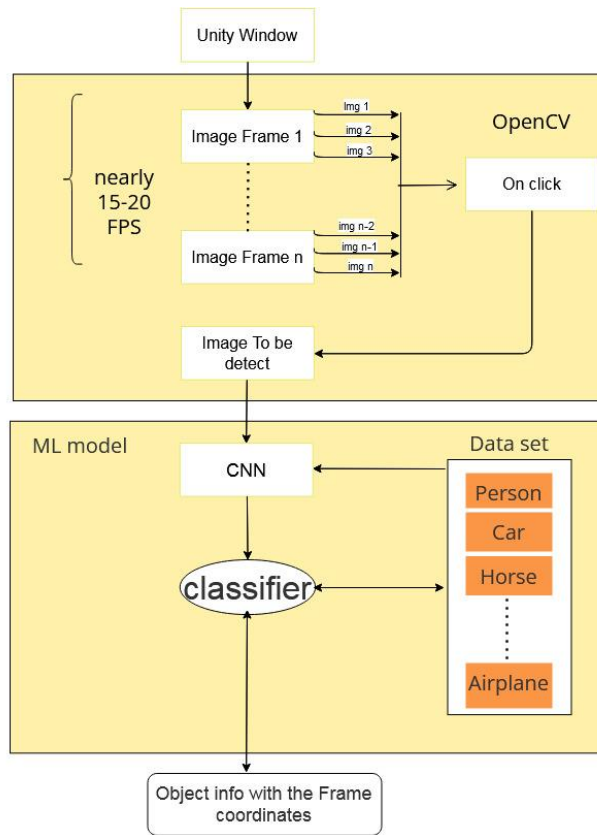 Unity Window
OpenCV
nearly
15-20
FPS
Image Frame 1
Img 1
img 2
img 3
On click
Image Frame n
img n-2
img n-1
img n
Image To be
detect
ML model
Data set
CNN
Person
Car
Horse
Airplane
classifier
Object info with the Frame
coordinates